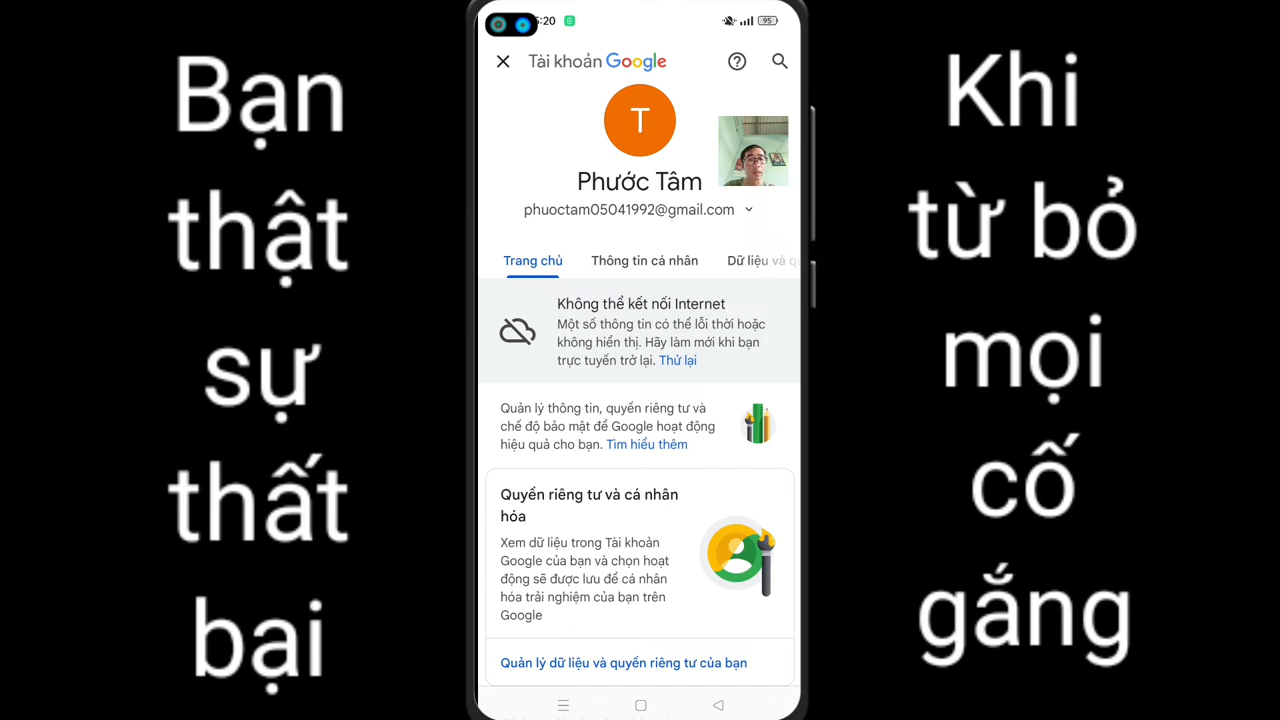 Bạn
thật
sự
thất
bại
:20
95
Tài khoản Google
T
Phước Tâm
phuoctam05041992@gmail.com
Trang chủ
Thông tin cá nhân
Dữ liệu và q
Không thể kết nối Internet
Một số thông tin có thể lỗi thời hoặc
không hiển thị. Hãy làm mới khi bạn
trực tuyến trở lại. Thử lại
Quản lý thông tin, quyền riêng tư và
chế độ bảo mật để Google hoạt động
hiệu quả cho bạn. Tìm hiểu thêm
Quyền riêng tư và cá nhân
hóa
Xem dữ liệu trong Tài khoản
Google của bạn và chọn hoạt
động sẽ được lưu để cá nhân
hóa trải nghiệm của bạn trên
Google
Quản lý dữ liệu và quyền riêng tư của bạn
Khi
từ bỏ
mọi
cố
gắng